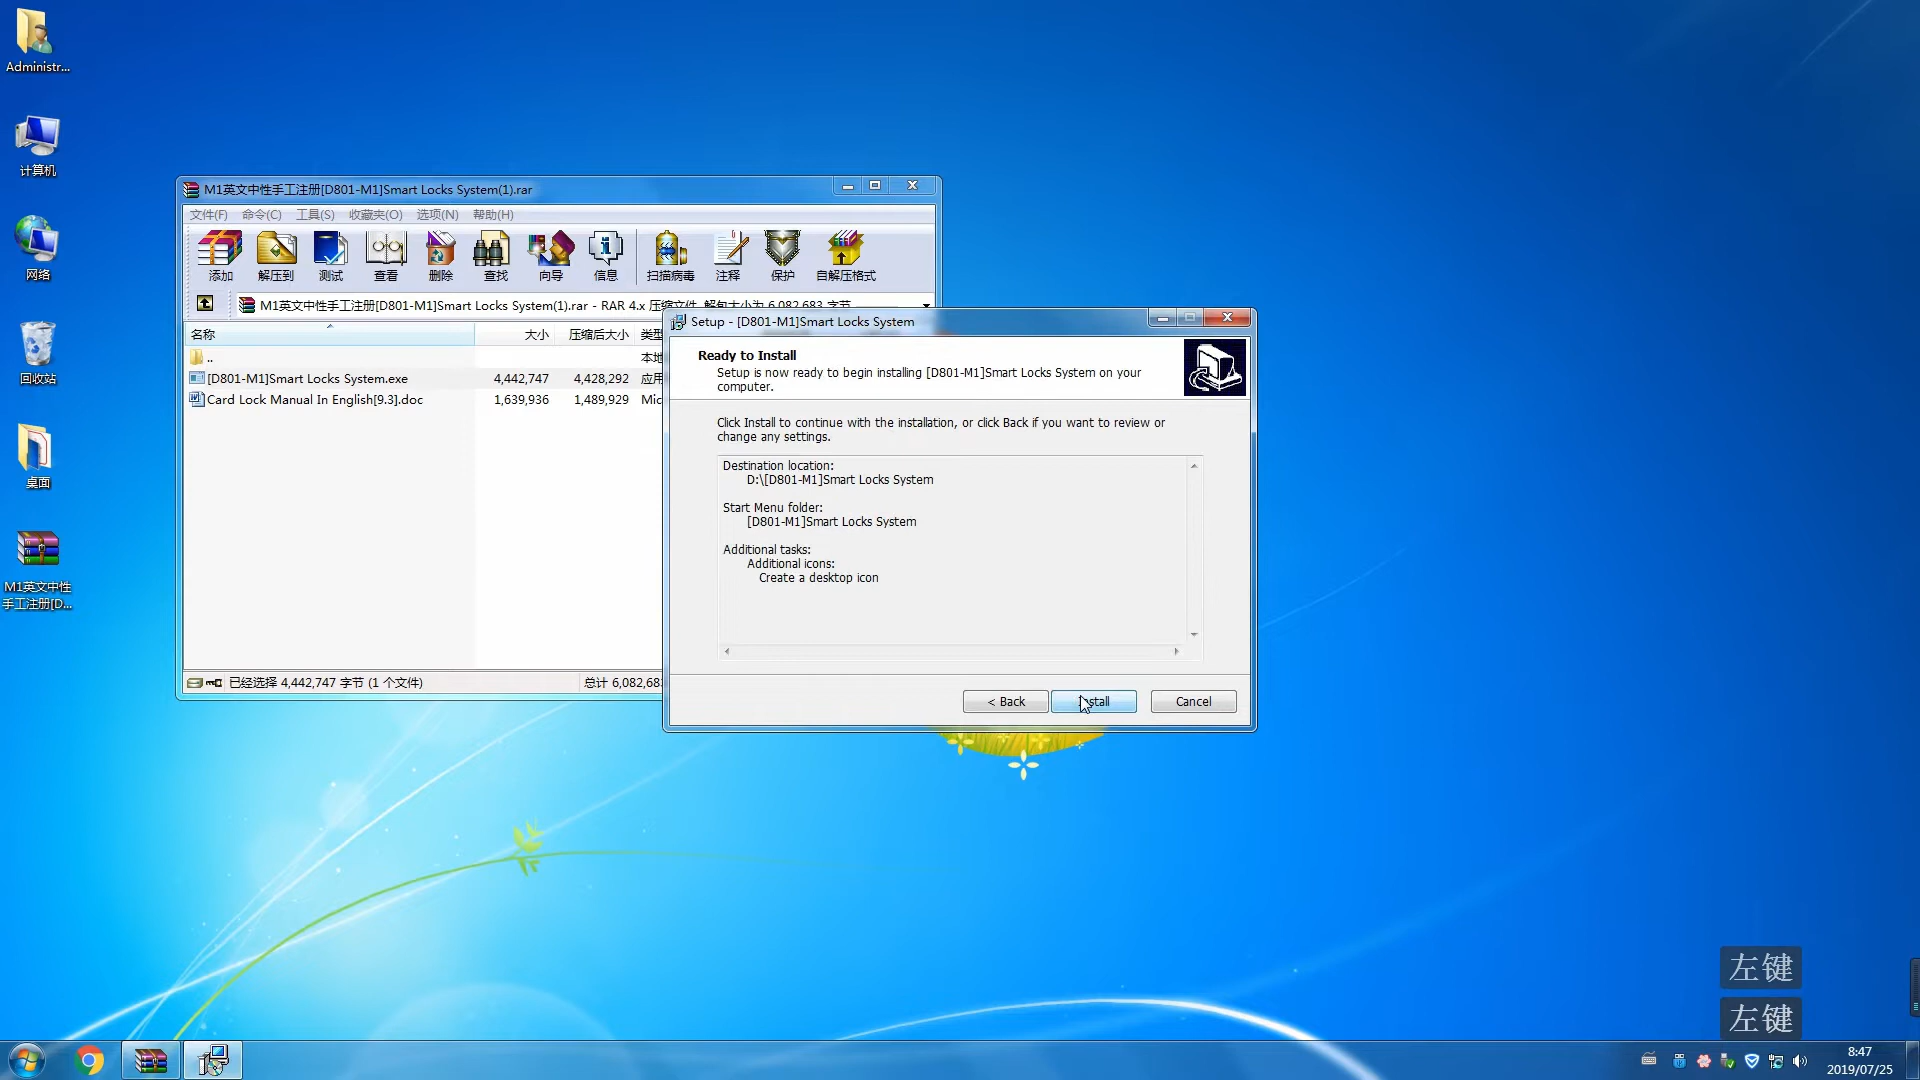 Administr...
计算机
网络
回收站
桌面
M1英文中性
手工注册[D...
M1英文中性手工注册[D801-M1]Smart Locks System(1).rar
文件(F) 命令(C) 工具(S) 收藏夹(O) 选项(N) 帮助(H)
添加 解压到 测试 查看 删除 查找 向导 信息 扫描病毒 注释 保护 自解压格式
M1英文中性手工注册[D801-M1]Smart Locks System(1).rar - RAR 4.x 压缩文件, 解包大小为 6,082,683 字节
名称 大小 压缩后大小 类型
.. 本地
[D801-M1]Smart Locks System.exe 4,442,747 4,428,292 应用
Card Lock Manual In English[9.3].doc 1,639,936 1,489,929 Mic
已经选择 4,442,747 字节 (1 个文件) 总计 6,082,683
Setup - [D801-M1]Smart Locks System
Ready to Install
Setup is now ready to begin installing [D801-M1]Smart Locks System on your
computer.
Click Install to continue with the installation, or click Back if you want to review or
change any settings.
Destination location:
D:\[D801-M1]Smart Locks System
Start Menu folder:
[D801-M1]Smart Locks System
Additional tasks:
Additional icons:
Create a desktop icon
< Back Install Cancel
左键
左键
8:47
2019/07/25